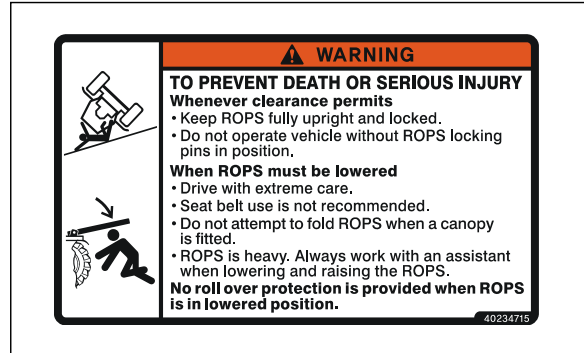 WARNING
TO PREVENT DEATH OR SERIOUS INJURY
Whenever clearance permits
• Keep ROPS fully upright and locked.
• Do not operate vehicle without ROPS locking
pins in position.
When ROPS must be lowered
• Drive with extreme care.
• Seat belt use is not recommended.
• Do not attempt to fold ROPS when a canopy
is fitted.
• ROPS is heavy. Always work with an assistant
when lowering and raising the ROPS.
No roll over protection is provided when ROPS
is in lowered position.
40234715